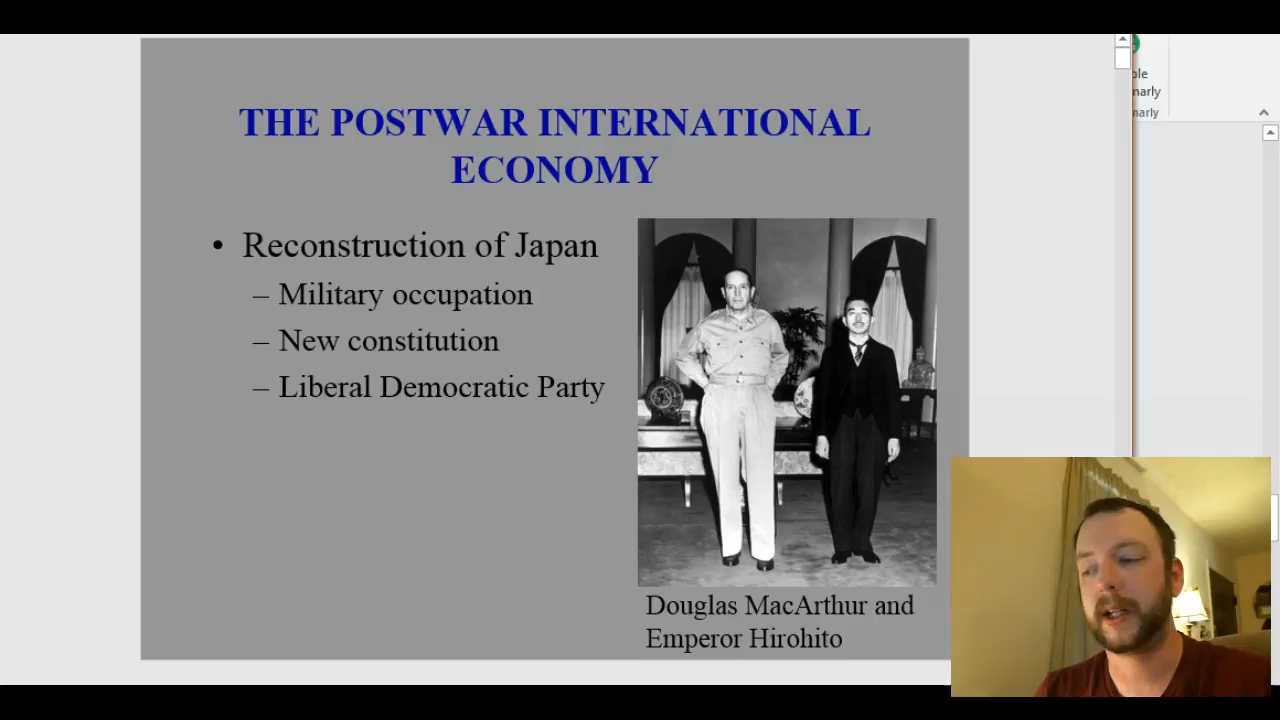 THE POSTWAR INTERNATIONAL
ECONOMY
• Reconstruction of Japan
– Military occupation
– New constitution
– Liberal Democratic Party
Douglas MacArthur and
Emperor Hirohito